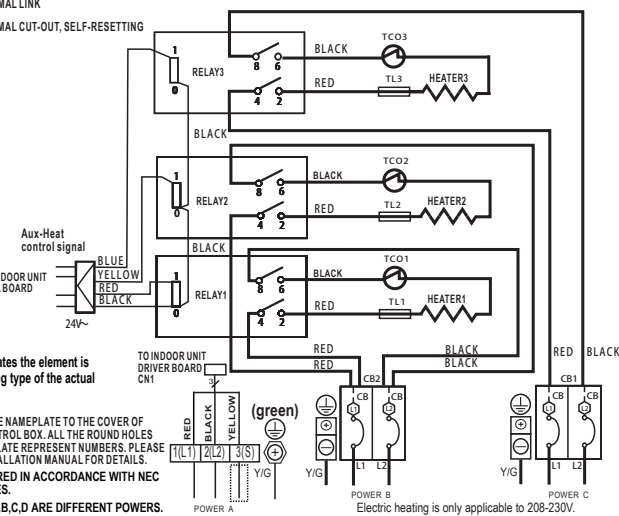 MAL LINK
MAL CUT-OUT, SELF-RESETTING
1
0
RELAY3
8 6
4 2
BLACK
RED
TCO3
TL3
HEATER3
BLACK
1
0
RELAY2
8 6
4 2
BLACK
RED
TCO2
TL2
HEATER2
BLACK
1
0
RELAY1
8 6
4 2
BLACK
RED
TCO1
TL1
HEATER1
Aux-Heat
control signal
DOOR UNIT
BOARD
BLUE
YELLOW
RED
BLACK
24V~
RED
RED
BLACK
BLACK
RED BLACK
ates the element is
g type of the actual
TO INDOOR UNIT
DRIVER BOARD
CN1
3
RED
BLACK
YELLOW
1(L1) 2(L2) 3(S)
(green)
Y/G
POWER A
CB2
CB CB
L1 L2
Y/G
L1 L2
POWER B
CB1
CB CB
L1 L2
Y/G
L1 L2
POWER C
E NAMEPLATE TO THE COVER OF
TROL BOX. ALL THE ROUND HOLES
LATE REPRESENT NUMBERS. PLEASE
ALLATION MANUAL FOR DETAILS.
RED IN ACCORDANCE WITH NEC
ES.
,B,C,D ARE DIFFERENT POWERS.
Electric heating is only applicable to 208-230V.